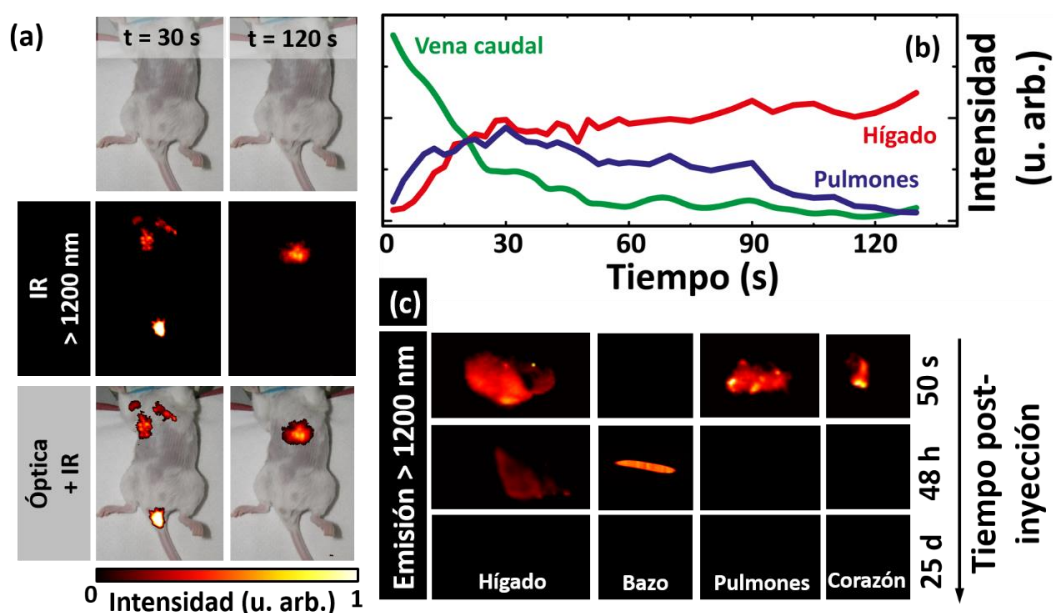 (a)
t = 30 s
t = 120 s
IR
> 1200 nm
Óptica
+ IR
0
Intensidad (u. arb.)
1
(b)
Vena caudal
Hígado
Pulmones
Intensidad
(u. arb.)
0
30
60
90
120
Tiempo (s)
(c)
Emisión > 1200 nm
50 s
48 h
25 d
Hígado
Bazo
Pulmones
Corazón
Tiempo post-
inyección